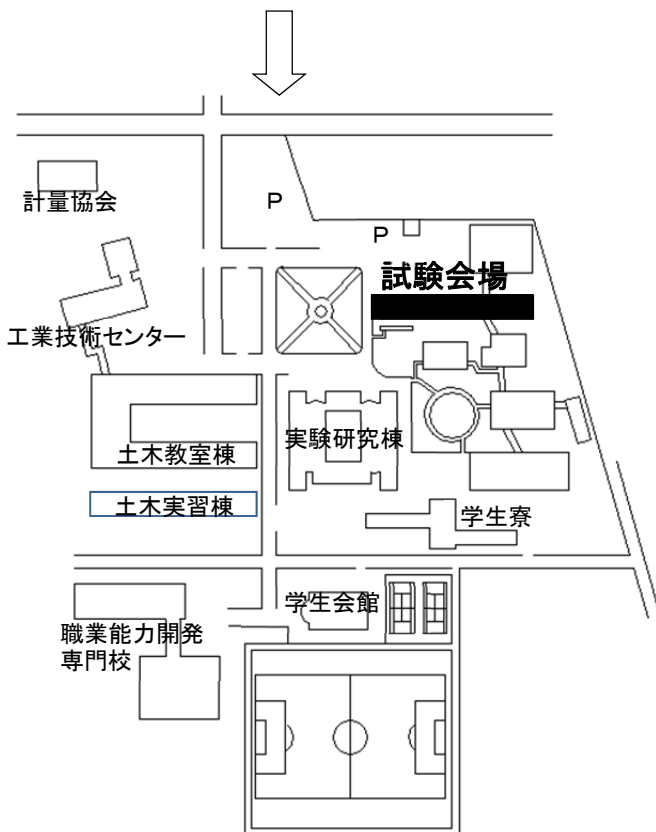 計量協会
P
P
試験会場
工業技術センター
実験研究棟
土木教室棟
土木実習棟
学生寮
学生会館
職業能力開発
専門校